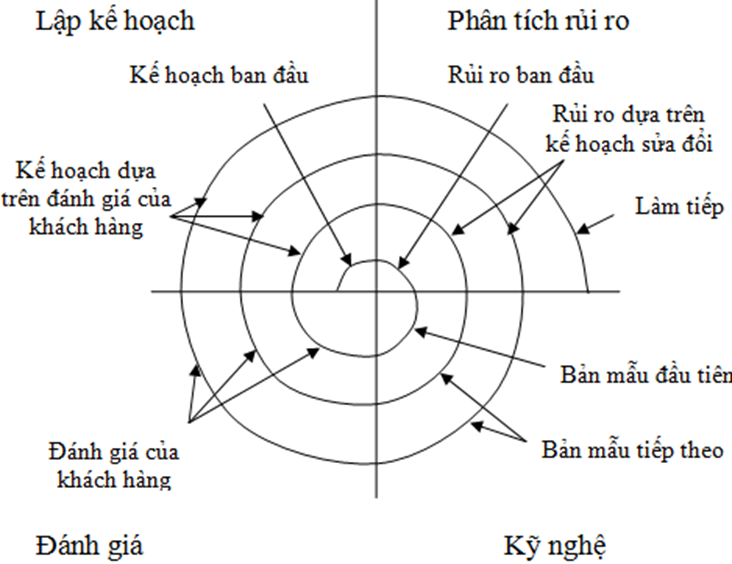 Lập kế hoạch
Phân tích rủi ro
Kế hoạch ban đầu
Rủi ro ban đầu
Rủi ro dựa trên
kế hoạch sửa đổi
Kế hoạch dựa
trên đánh giá của
khách hàng
Làm tiếp
Bản mẫu đầu tiên
Đánh giá của
khách hàng
Bản mẫu tiếp theo
Đánh giá
Kỹ nghệ